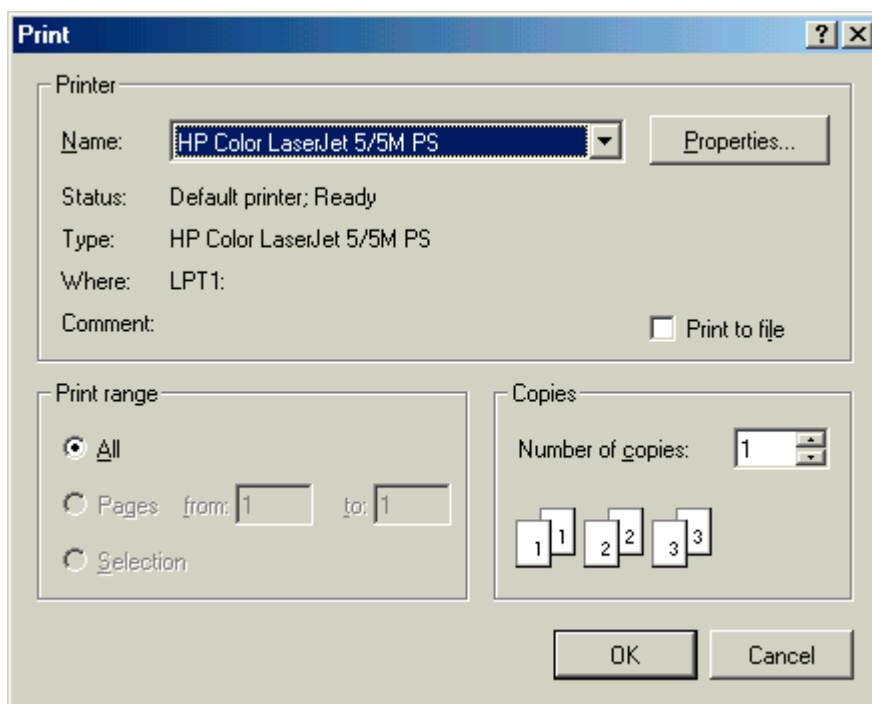 Print
Printer
Name: HP Color LaserJet 5/5M PS Properties...
Status: Default printer; Ready
Type: HP Color LaserJet 5/5M PS
Where: LPT1:
Comment: Print to file
Print range
All
Pages from: 1 to: 1
Selection
Copies
Number of copies: 1
1 1 2 2 3 3
OK Cancel